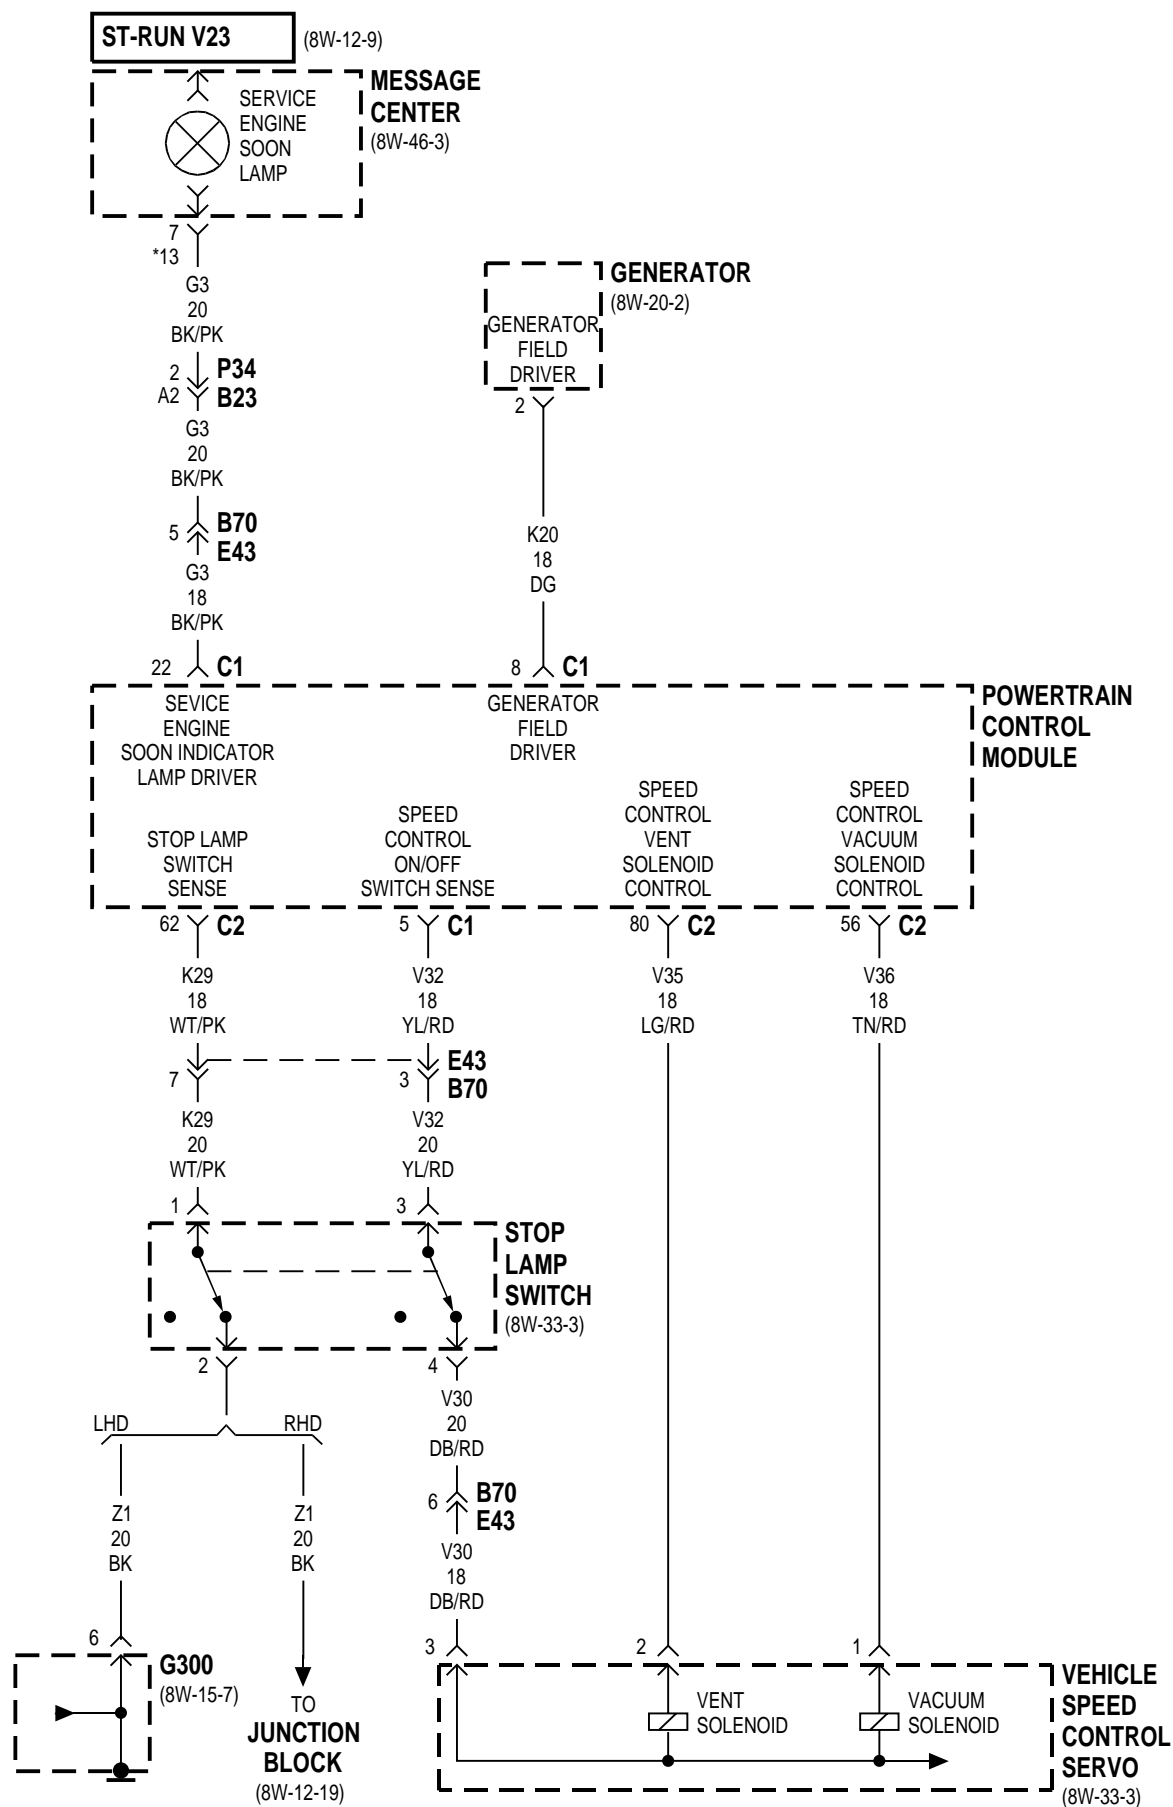 ST-RUN V23
(8W-12-9)
MESSAGE
CENTER
(8W-46-3)
SERVICE
ENGINE
SOON
LAMP
7
*13
G3
20
BK/PK
2
P34
A2
B23
G3
20
BK/PK
5
B70
E43
G3
18
BK/PK
22
C1
GENERATOR
(8W-20-2)
GENERATOR
FIELD
DRIVER
2
K20
18
DG
8
C1
POWERTRAIN
CONTROL
MODULE
SEVICE
ENGINE
SOON INDICATOR
LAMP DRIVER
GENERATOR
FIELD
DRIVER
STOP LAMP
SWITCH
SENSE
SPEED
CONTROL
ON/OFF
SWITCH SENSE
SPEED
CONTROL
VENT
SOLENOID
CONTROL
SPEED
CONTROL
VACUUM
SOLENOID
CONTROL
62
C2
5
C1
80
C2
56
C2
K29
18
WT/PK
V32
18
YL/RD
V35
18
LG/RD
V36
18
TN/RD
7
3
E43
B70
K29
20
WT/PK
V32
20
YL/RD
1
3
STOP
LAMP
SWITCH
(8W-33-3)
2
4
LHD
RHD
V30
20
DB/RD
6
B70
E43
Z1
20
BK
Z1
20
BK
V30
18
DB/RD
6
3
2
1
G300
(8W-15-7)
TO
JUNCTION
BLOCK
(8W-12-19)
VENT
SOLENOID
VACUUM
SOLENOID
VEHICLE
SPEED
CONTROL
SERVO
(8W-33-3)